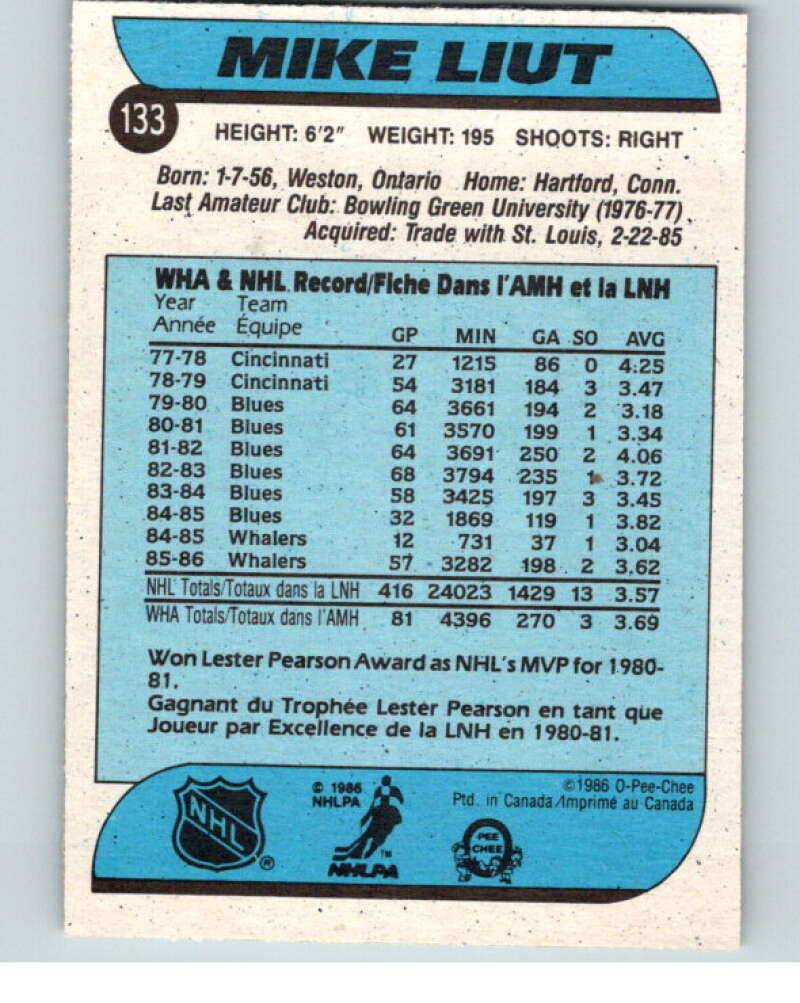 MIKE LIUT
133
HEIGHT: 6'2" WEIGHT: 195 SHOOTS: RIGHT
Born: 1-7-56, Weston, Ontario Home: Hartford, Conn.
Last Amateur Club: Bowling Green University (1976-77)
Acquired: Trade with St. Louis, 2-22-85
WHA & NHL Record/Fiche Dans l'AMH et la LNH
Year Team
Année Équipe GP MIN GA SO AVG
77-78 Cincinnati 27 1215 86 0 4.25
78-79 Cincinnati 54 3181 184 3 3.47
79-80 Blues 64 3661 194 2 3.18
80-81 Blues 61 3570 199 1 3.34
81-82 Blues 64 3691 250 2 4.06
82-83 Blues 68 3794 235 1 3.72
83-84 Blues 58 3425 197 3 3.45
84-85 Blues 32 1869 119 1 3.82
84-85 Whalers 12 731 37 1 3.04
85-86 Whalers 57 3282 198 2 3.62
NHL Totals/Totaux dans la LNH 416 24023 1429 13 3.57
WHA Totals/Totaux dans l'AMH 81 4396 270 3 3.69
Won Lester Pearson Award as NHL's MVP for 1980-
81.
Gagnant du Trophée Lester Pearson en tant que
Joueur par Excellence de la LNH en 1980-81.
NHL ®
© 1986
NHLPA
TM
NHLPA
©1986 O-Pee-Chee
Ptd. in Canada/Imprimé au Canada
PEE
CHEE